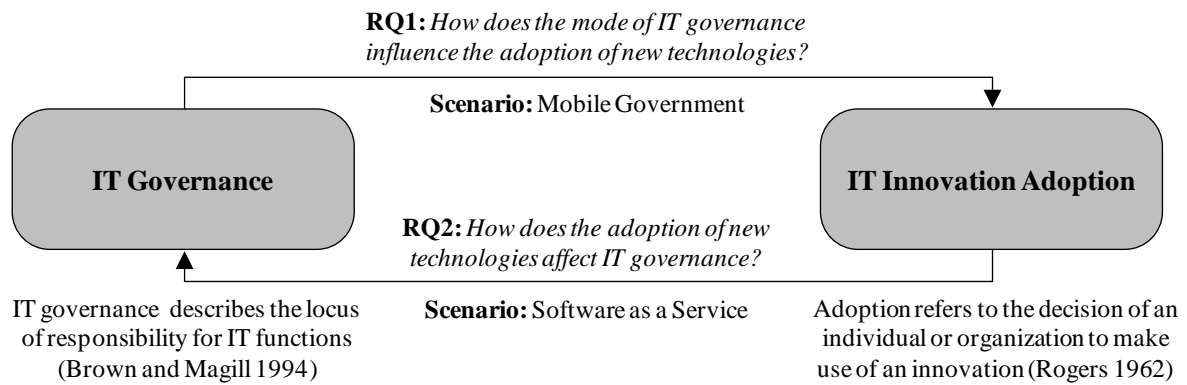 RQ1: How does the mode of IT governance
influence the adoption of new technologies?
Scenario: Mobile Government
IT Governance
IT Innovation Adoption
RQ2: How does the adoption of new
technologies affect IT governance?
Scenario: Software as a Service
IT governance describes the locus
of responsibility for IT functions
(Brown and Magill 1994)
Adoption refers to the decision of an
individual or organization to make
use of an innovation (Rogers 1962)